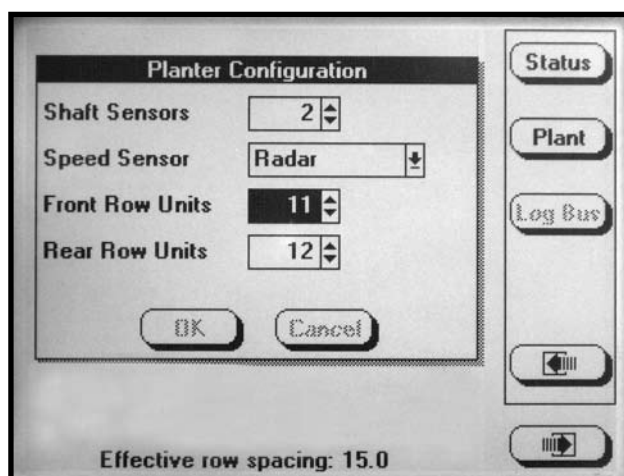 Planter Configuration
Shaft Sensors 2
Speed Sensor Radar
Front Row Units 11
Rear Row Units 12
OK Cancel
Status
Plant
Log Bus
Effective row spacing: 15.0